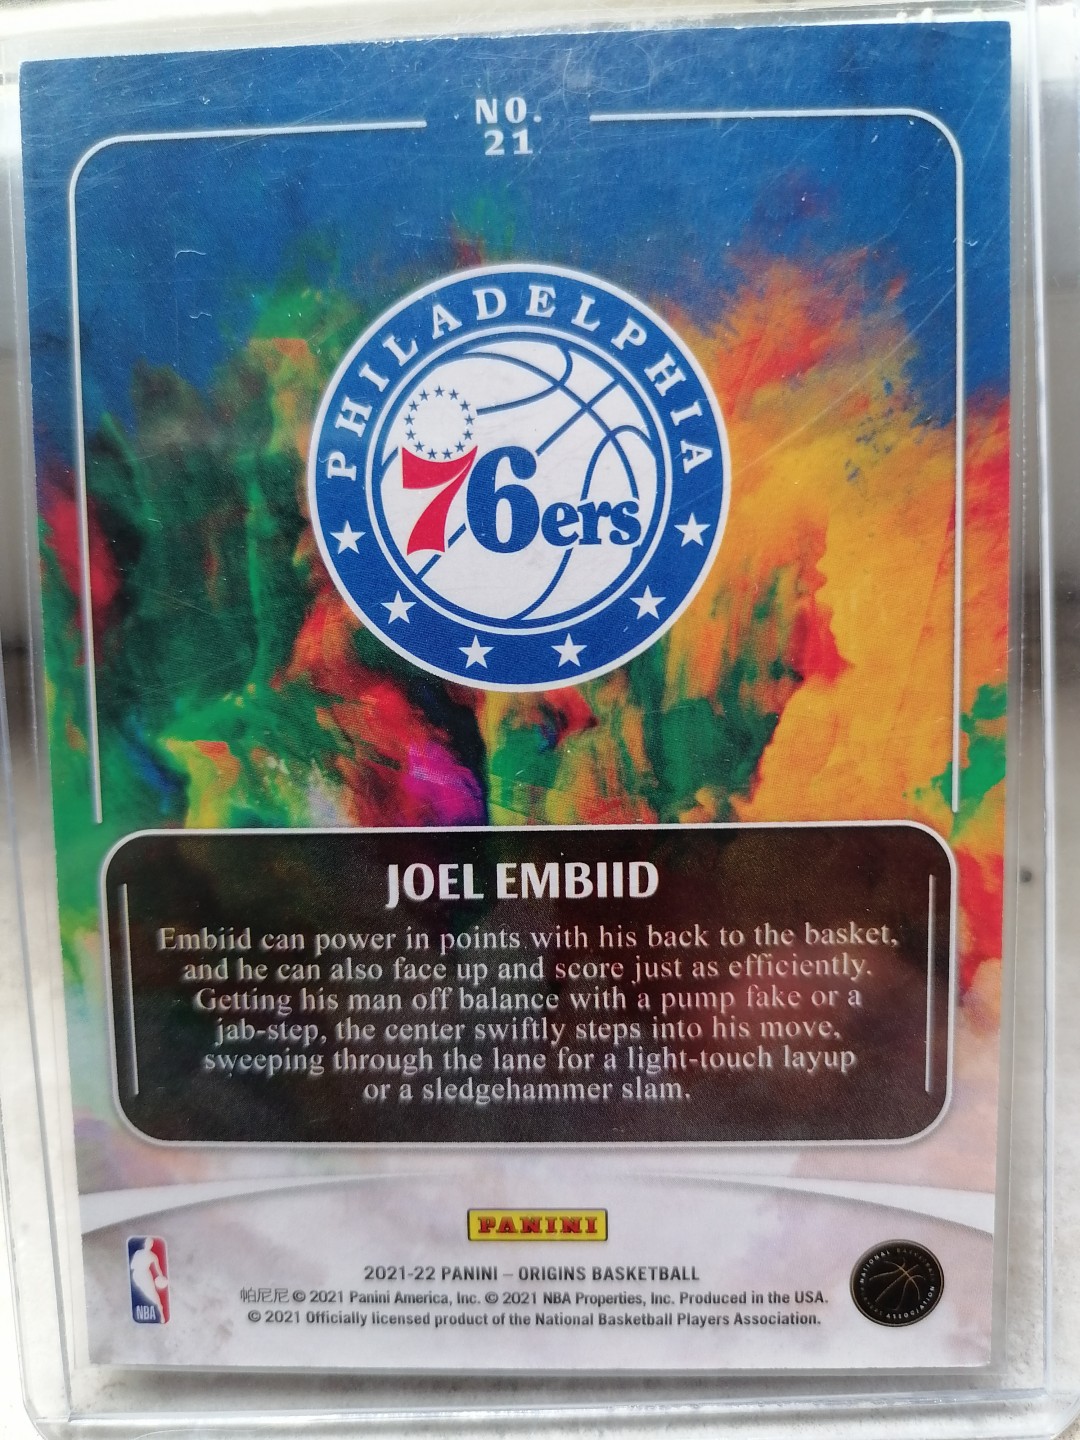 NO.
21
PHILADELPHIA
76ers
JOEL EMBIID
Embiid can power in points with his back to the basket,
and he can also face up and score just as efficiently.
Getting his man off balance with a pump fake or a
jab-step, the center swiftly steps into his move,
sweeping through the lane for a light-touch layup
or a sledgehammer slam.
PANINI
2021-22 PANINI – ORIGINS BASKETBALL
帕尼尼 © 2021 Panini America, Inc. © 2021 NBA Properties, Inc. Produced in the USA.
© 2021 Officially licensed product of the National Basketball Players Association.
NBA
NATIONAL BASKETBALL
PLAYERS ASSOCIATION